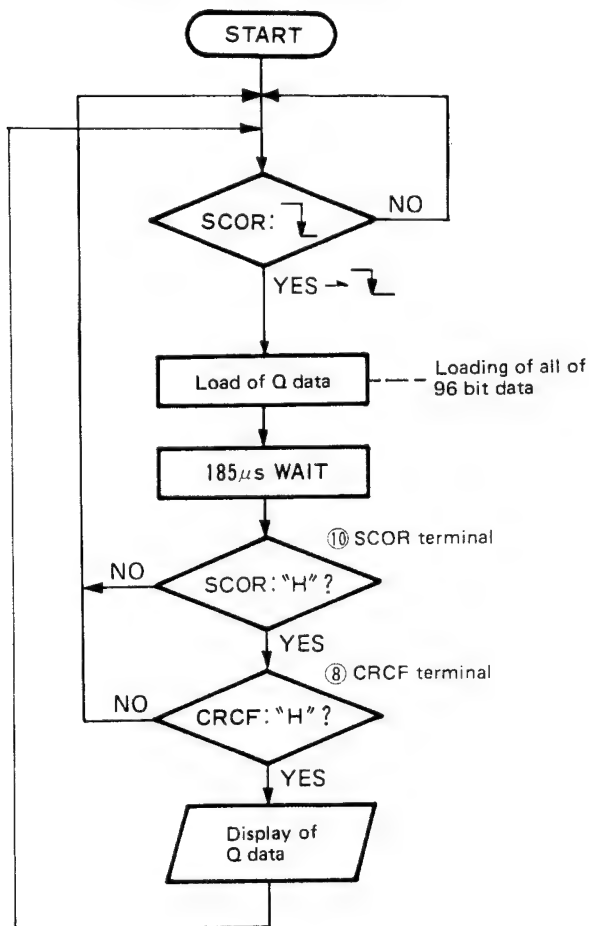 START
SCOR:
NO
YES
Load of Q data
Loading of all of
96 bit data
185μs WAIT
⑩ SCOR terminal
NO
SCOR: "H" ?
YES
⑧ CRCF terminal
NO
CRCF: "H" ?
YES
Display of
Q data